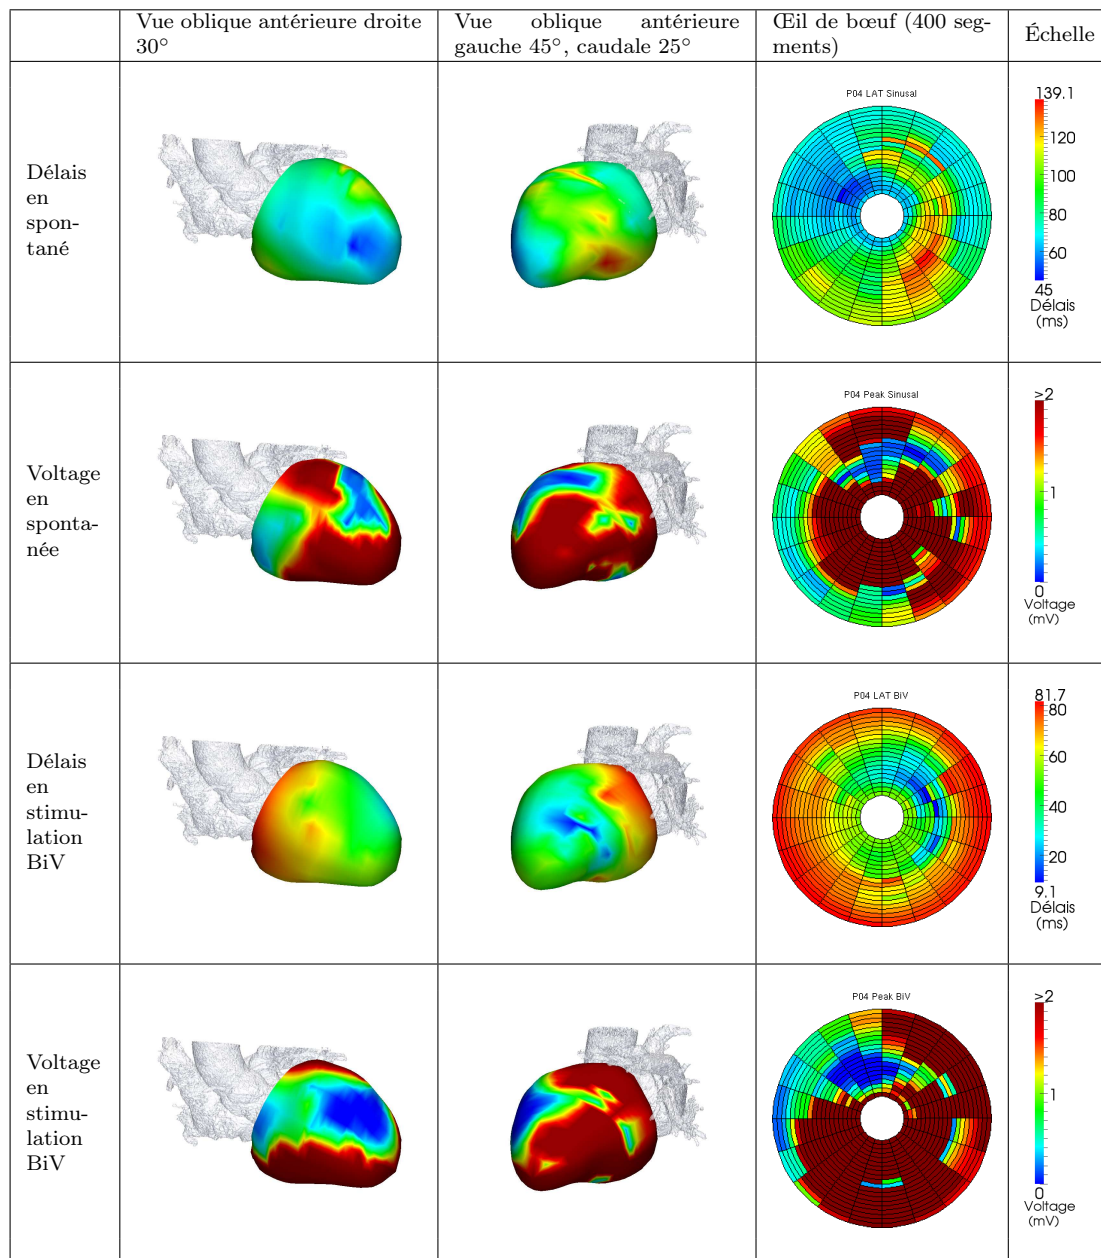 Vue oblique antérieure droite
30°
Vue oblique antérieure
gauche 45°, caudale 25°
Œil de bœuf (400 seg-
ments)
Échelle
Délais
en
spon-
tané
P04 LAT Sinusal
139.1
120
100
80
60
45
Délais
(ms)
Voltage
en
sponta-
née
P04 Peak Sinusal
>2
1
0
Voltage
(mV)
Délais
en
stimu-
lation
BiV
P04 LAT BiV
81.7
80
60
40
20
9.1
Délais
(ms)
Voltage
en
stimu-
lation
BiV
P04 Peak BiV
>2
1
0
Voltage
(mV)